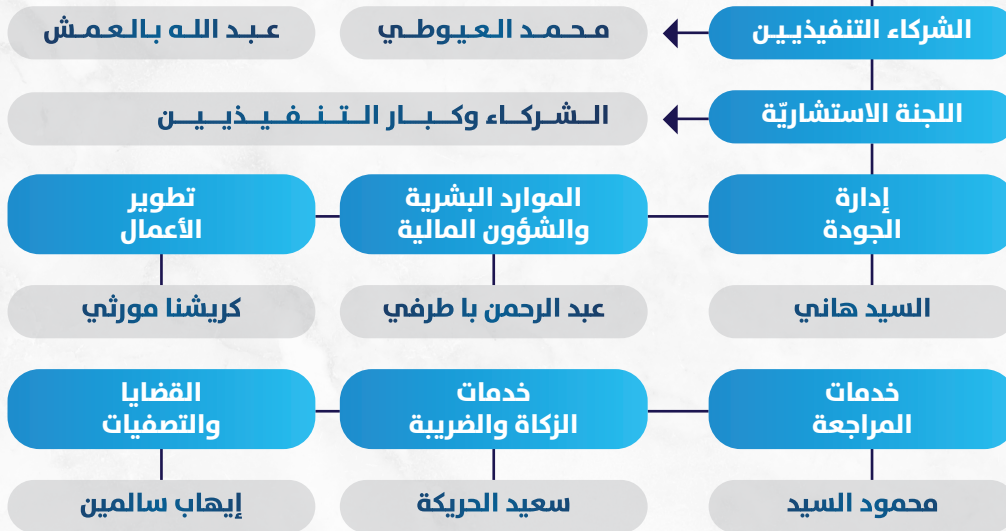 الشركاء التنفيذيين
محمد العيوطي
عبد الله بالعمش
اللجنة الاستشاريّة
الشركاء وكبار التنفيذيين
إدارة
الجودة
الموارد البشرية
والشؤون المالية
تطوير
الأعمال
السيد هاني
عبد الرحمن با طرفي
كريشنا مورثي
خدمات
المراجعة
خدمات
الزكاة والضريبة
القضايا
والتصفيات
محمود السيد
سعيد الحريكة
إيهاب سالمين